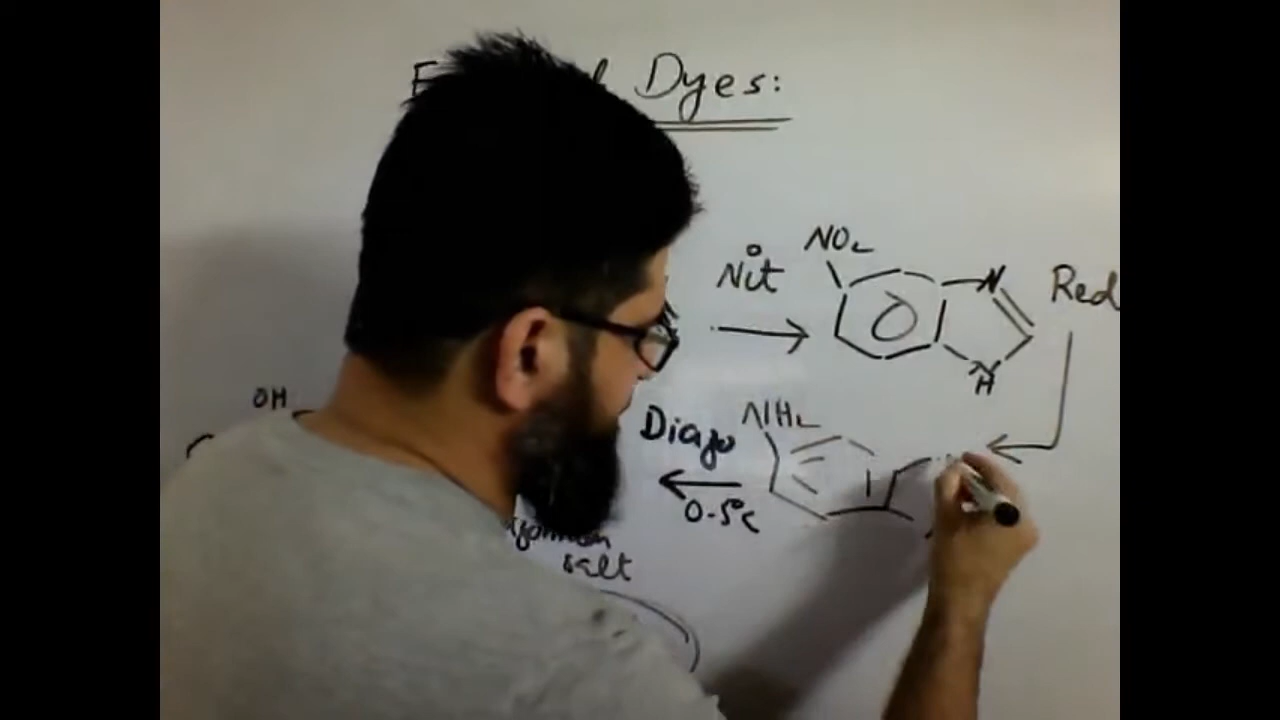 Dyes:
Nit
NO2
N
N
H
Red
OH
Diazo
0-5°C
NH2
salt